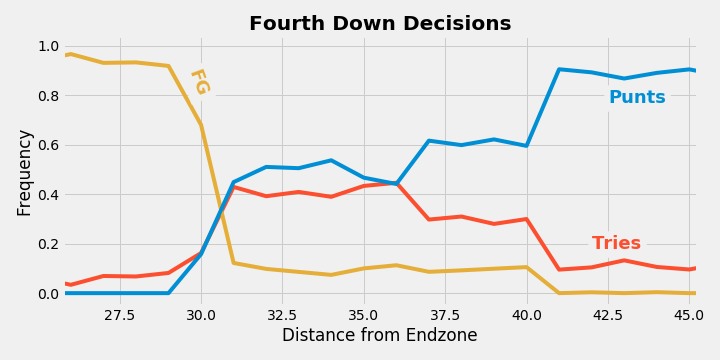 Fourth Down Decisions
1.0
0.8
0.6
0.4
0.2
0.0
Frequency
FG
Punts
Tries
27.5 30.0 32.5 35.0 37.5 40.0 42.5 45.0
Distance from Endzone